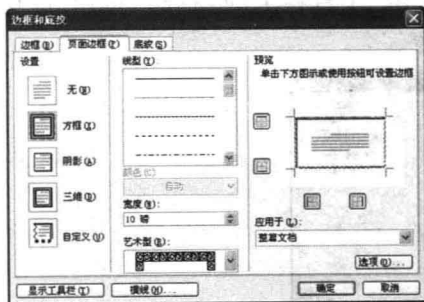 边框和底纹
边框(B) 页面边框(P) 底纹(S)
设置
无(N)
方框(X)
阴影(A)
三维(D)
自定义(U)
线型(Y):
颜色(C):
自动
宽度(W):
10 磅
艺术型(R):
预览
单击下方图示或使用按钮可设置边框
应用于(L):
整篇文档
选项(O)...
显示工具栏(T) 横线(H)... 确定 取消